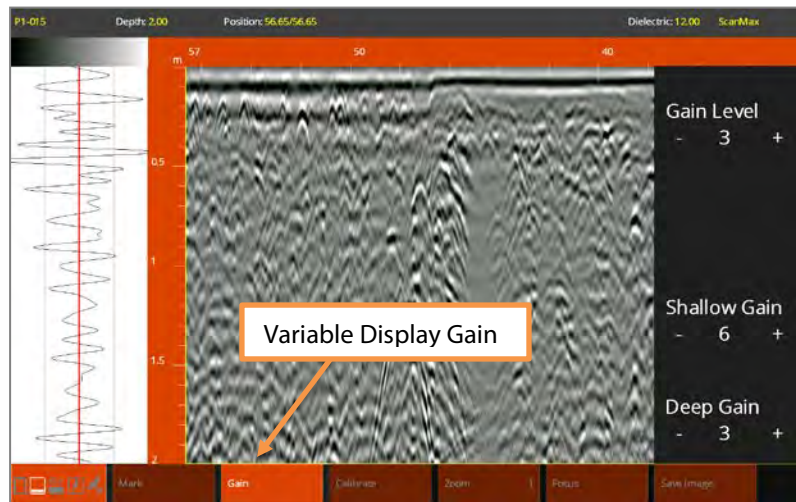 P1-015 Depth: 2.00 Position: 56.65/56.65 Dielectric: 12.00 ScanMax
m 57 50 40
Gain Level
- 3 +
0.5
1
Shallow Gain
- 6 +
Variable Display Gain
1.5
Deep Gain
- 3 +
2
Mark Gain Calibrate Zoom Focus Save Image